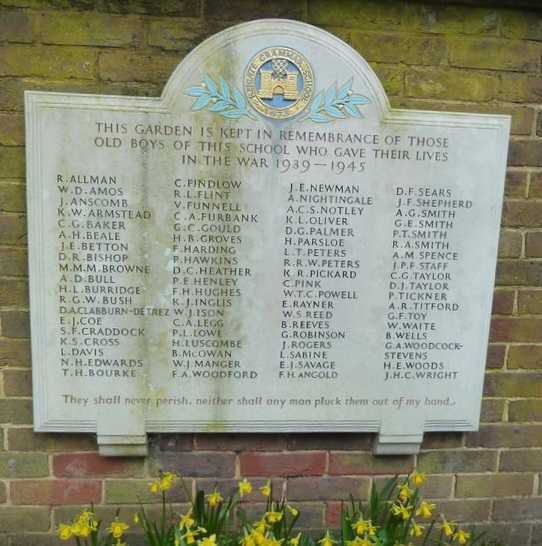 REIGATE GRAMMAR SCHOOL
1675
THIS GARDEN IS KEPT IN REMEMBRANCE OF THOSE
OLD BOYS OF THIS SCHOOL WHO GAVE THEIR LIVES
IN THE WAR 1939-1945
R. ALLMAN
W.D. AMOS
J. ANSCOMB
K.W. ARMSTEAD
C.G. BAKER
A.H. BEALE
J.E. BETTON
D.R. BISHOP
M.M.M. BROWNE
A.D. BULL
H.L. BURRIDGE
R.G.W. BUSH
D.A. CLABBURN-DETREZ
E.J. COE
S.F. CRADDOCK
K.S. CROSS
L. DAVIS
N.H. EDWARDS
T.H. BOURKE
C. FINDLOW
R.L. FLINT
V. FUNNELL
C.A. FURBANK
G.C. GOULD
H.B. GROVES
F. HARDING
P. HAWKINS
D.C. HEATHER
P.E. HENLEY
F.H. HUGHES
K.J. INGLIS
W.J. ISON
C.A. LEGG
P.L. LOWE
H. LUSCOMBE
B. McOWAN
W.J. MANGER
F.A. WOODFORD
J.E. NEWMAN
A. NIGHTINGALE
A.C.S. NOTLEY
K.L. OLIVER
D.G. PALMER
H. PARSLOE
L.T. PETERS
R.R.W. PETERS
K.R. PICKARD
C. PINK
W.T.C. POWELL
E. RAYNER
W.S. REED
B. REEVES
G. ROBINSON
J. ROGERS
L. SABINE
E.J. SAVAGE
F.H. ANGOLD
D.F. SEARS
J.F. SHEPHERD
A.G. SMITH
G.E. SMITH
P.T. SMITH
R.A. SMITH
A.M. SPENCE
J.P.F. STAFF
C.G. TAYLOR
D.J. TAYLOR
P. TICKNER
A.R. TITFORD
G.F. TOY
W. WAITE
B. WELLS
G.A. WOODCOCK-
STEVENS
H.E. WOODS
J.H.C. WRIGHT
They shall never perish, neither shall any man pluck them out of my hand.